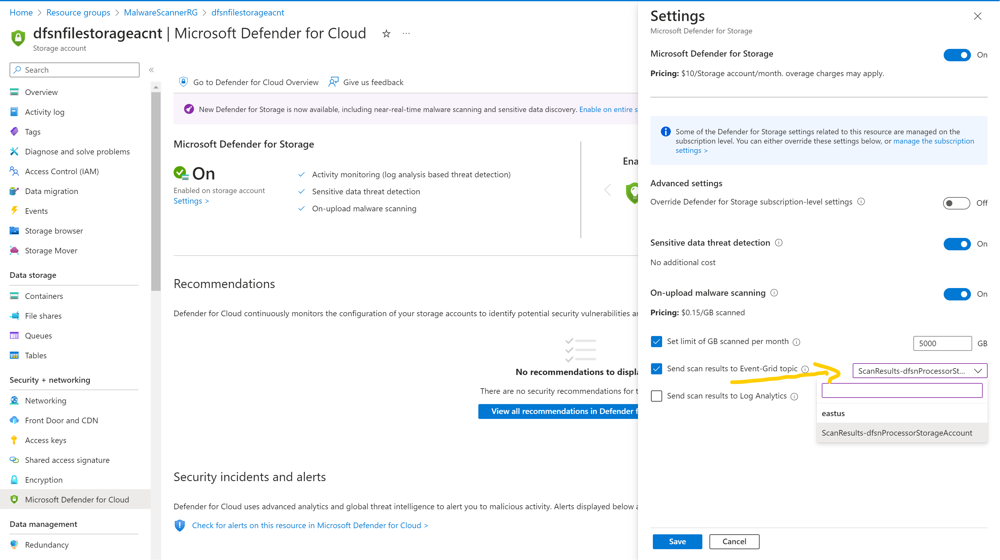 Home > Resource groups > MalwareScannerRG > dfsnfilestorageacnt
dfsnfilestorageacnt | Microsoft Defender for Cloud
Storage account
Search
Overview
Activity log
Tags
Diagnose and solve problems
Access Control (IAM)
Data migration
Events
Storage browser
Storage Mover
Data storage
Containers
File shares
Queues
Tables
Security + networking
Networking
Front Door and CDN
Access keys
Shared access signature
Encryption
Microsoft Defender for Cloud
Data management
Redundancy
Go to Defender for Cloud Overview
Give us feedback
New Defender for Storage is now available, including near-real-time malware scanning and sensitive data discovery. Enable on entire s
Microsoft Defender for Storage
On
Enabled on storage account
Settings >
Activity monitoring (log analysis based threat detection)
Sensitive data threat detection
On-upload malware scanning
Ena
Recommendations
Defender for Cloud continuously monitors the configuration of your storage accounts to identify potential security vulnerabilities a
No recommendations to displa
There are no security recommendations for t
View all recommendations in Defender f
Security incidents and alerts
Defender for Cloud uses advanced analytics and global threat intelligence to alert you to malicious activity. Alerts displayed below a
Check for alerts on this resource in Microsoft Defender for Cloud >
Settings
Microsoft Defender for Storage
Microsoft Defender for Storage
On
Pricing: $10/Storage account/month. overage charges may apply.
Some of the Defender for Storage settings related to this resource are managed on the
subscription level. You can either override these settings below, or manage the subscription
settings >
Advanced settings
Override Defender for Storage subscription-level settings
Off
Sensitive data threat detection
On
No additional cost
On-upload malware scanning
On
Pricing: $0.15/GB scanned
Set limit of GB scanned per month
5000
GB
Send scan results to Event-Grid topic
ScanResults-dfsnProcessorSt...
Send scan results to Log Analytics
eastus
ScanResults-dfsnProcessorStorageAccount
Save
Cancel